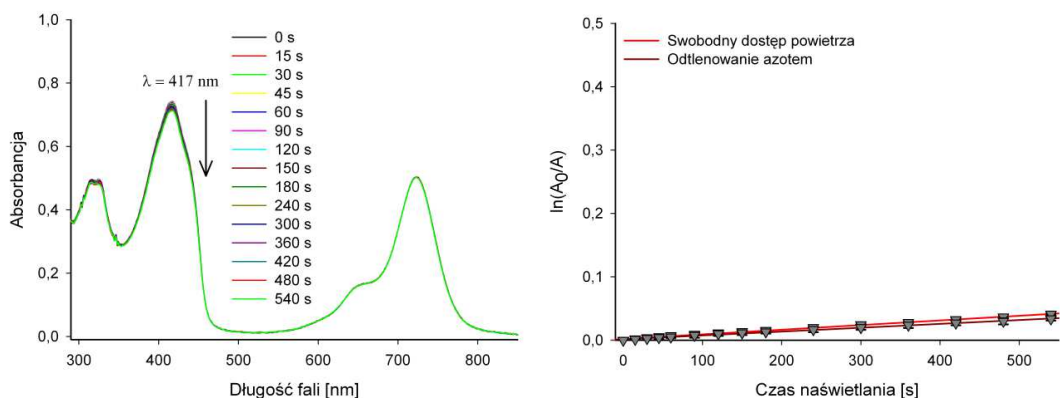 1,0
0,8
0,6
0,4
0,2
0,0
Absorbancja
λ = 417 nm
0 s
15 s
30 s
45 s
60 s
90 s
120 s
150 s
180 s
240 s
300 s
360 s
420 s
480 s
540 s
300 400 500 600 700 800
Długość fali [nm]
0,5
0,4
0,3
0,2
0,1
0,0
ln(A0/A)
Swobodny dostęp powietrza
Odtlenowanie azotem
0 100 200 300 400 500
Czas naświetlania [s]